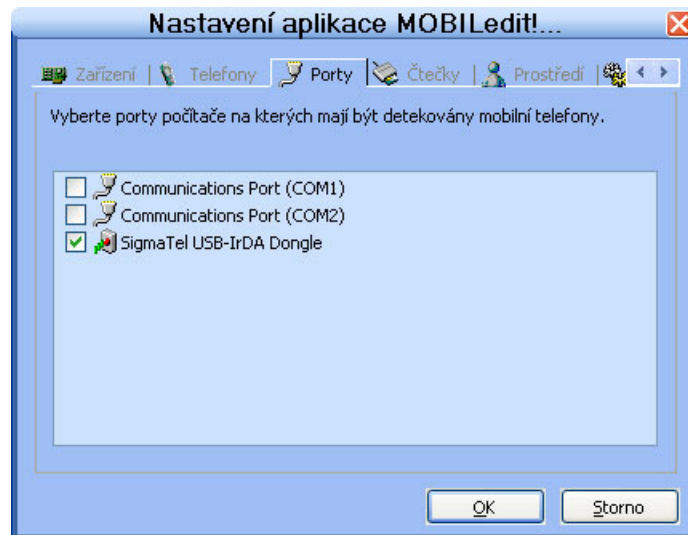 Nastavení aplikace MOBILedit!...
Zařízení | Telefony | Porty | Čtečky | Prostředí
Vyberte porty počítače na kterých mají být detekovány mobilní telefony.
Communications Port (COM1)
Communications Port (COM2)
SigmaTel USB-IrDA Dongle
OK Storno